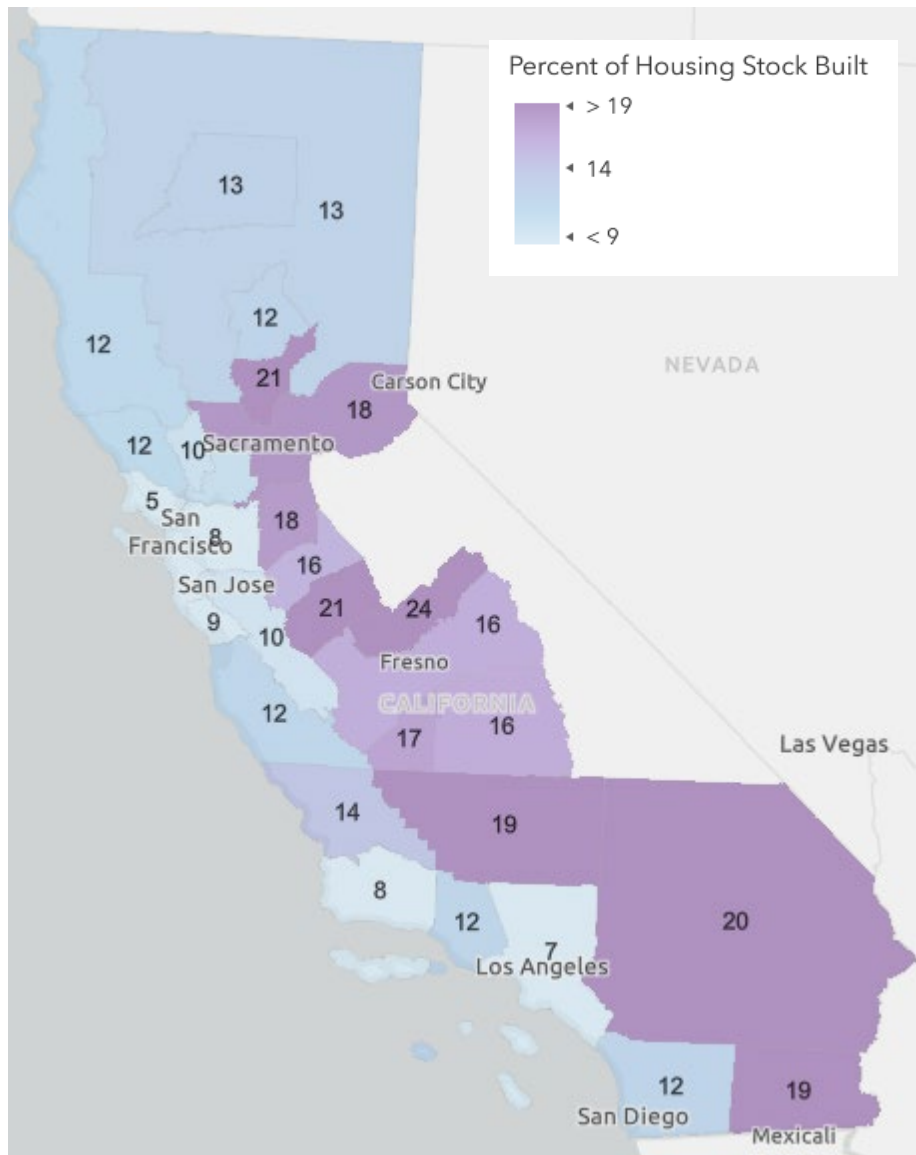 Percent of Housing Stock Built
> 19
14
< 9
13
13
12
12
21
Carson City
18
NEVADA
12
10
Sacramento
5
San
Francisco
8
18
16
San Jose
21
24
16
9
10
Fresno
CALIFORNIA
12
17
16
Las Vegas
14
19
8
12
7
Los Angeles
20
12
San Diego
19
Mexicali